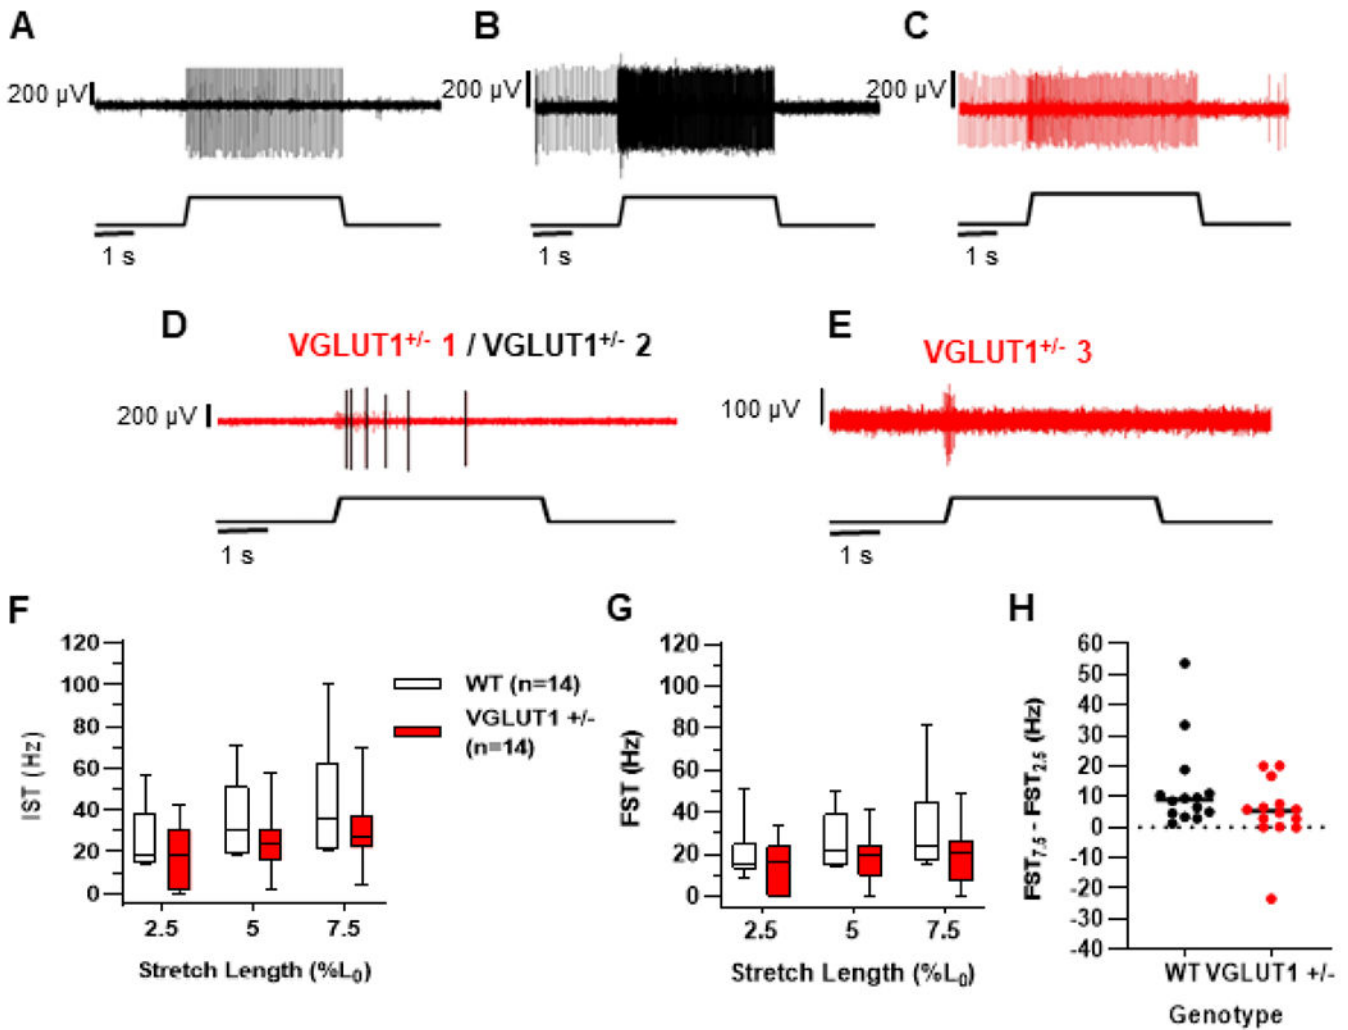 A
B
C
200 µV
200 µV
200 µV
1 s
1 s
1 s
D
E
VGLUT1+/- 1 / VGLUT1+/- 2
VGLUT1+/- 3
200 µV
100 µV
1 s
1 s
F
G
H
120
100
80
60
40
20
0
IST (Hz)
2.5 5 7.5
Stretch Length (%L0)
WT (n=14)
VGLUT1 +/-
(n=14)
120
100
80
60
40
20
0
FST (Hz)
2.5 5 7.5
Stretch Length (%L0)
60
50
40
30
20
10
0
-10
-20
-30
-40
FST7.5 - FST2.5 (Hz)
WT VGLUT1 +/-
Genotype